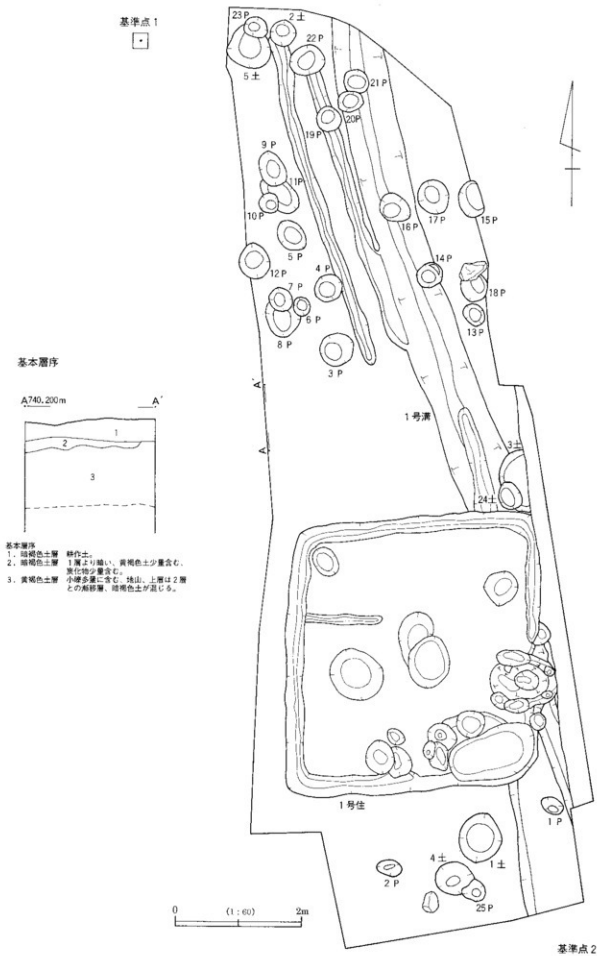 基準点1
23P
2土
22P
5土
21P
20P
19P
9P
11P
10P
16P
17P
15P
5P
12P
4P
14P
7P
6P
18P
8P
13P
3P
基本層序
A 740.200m A'
1
2
3
A'
A
1号溝
3土
24土
基本層序
1. 暗褐色土層 耕作土。
2. 暗褐色土層 1層より暗い、黄褐色土少量含む、
炭化物少量含む。
3. 黄褐色土層 小礫多量に含む、地山、上層は2層
との漸移層、暗褐色土が混じる。
1号住
1P
1土
4土
2P
25P
0 (1:60) 2m
基準点2